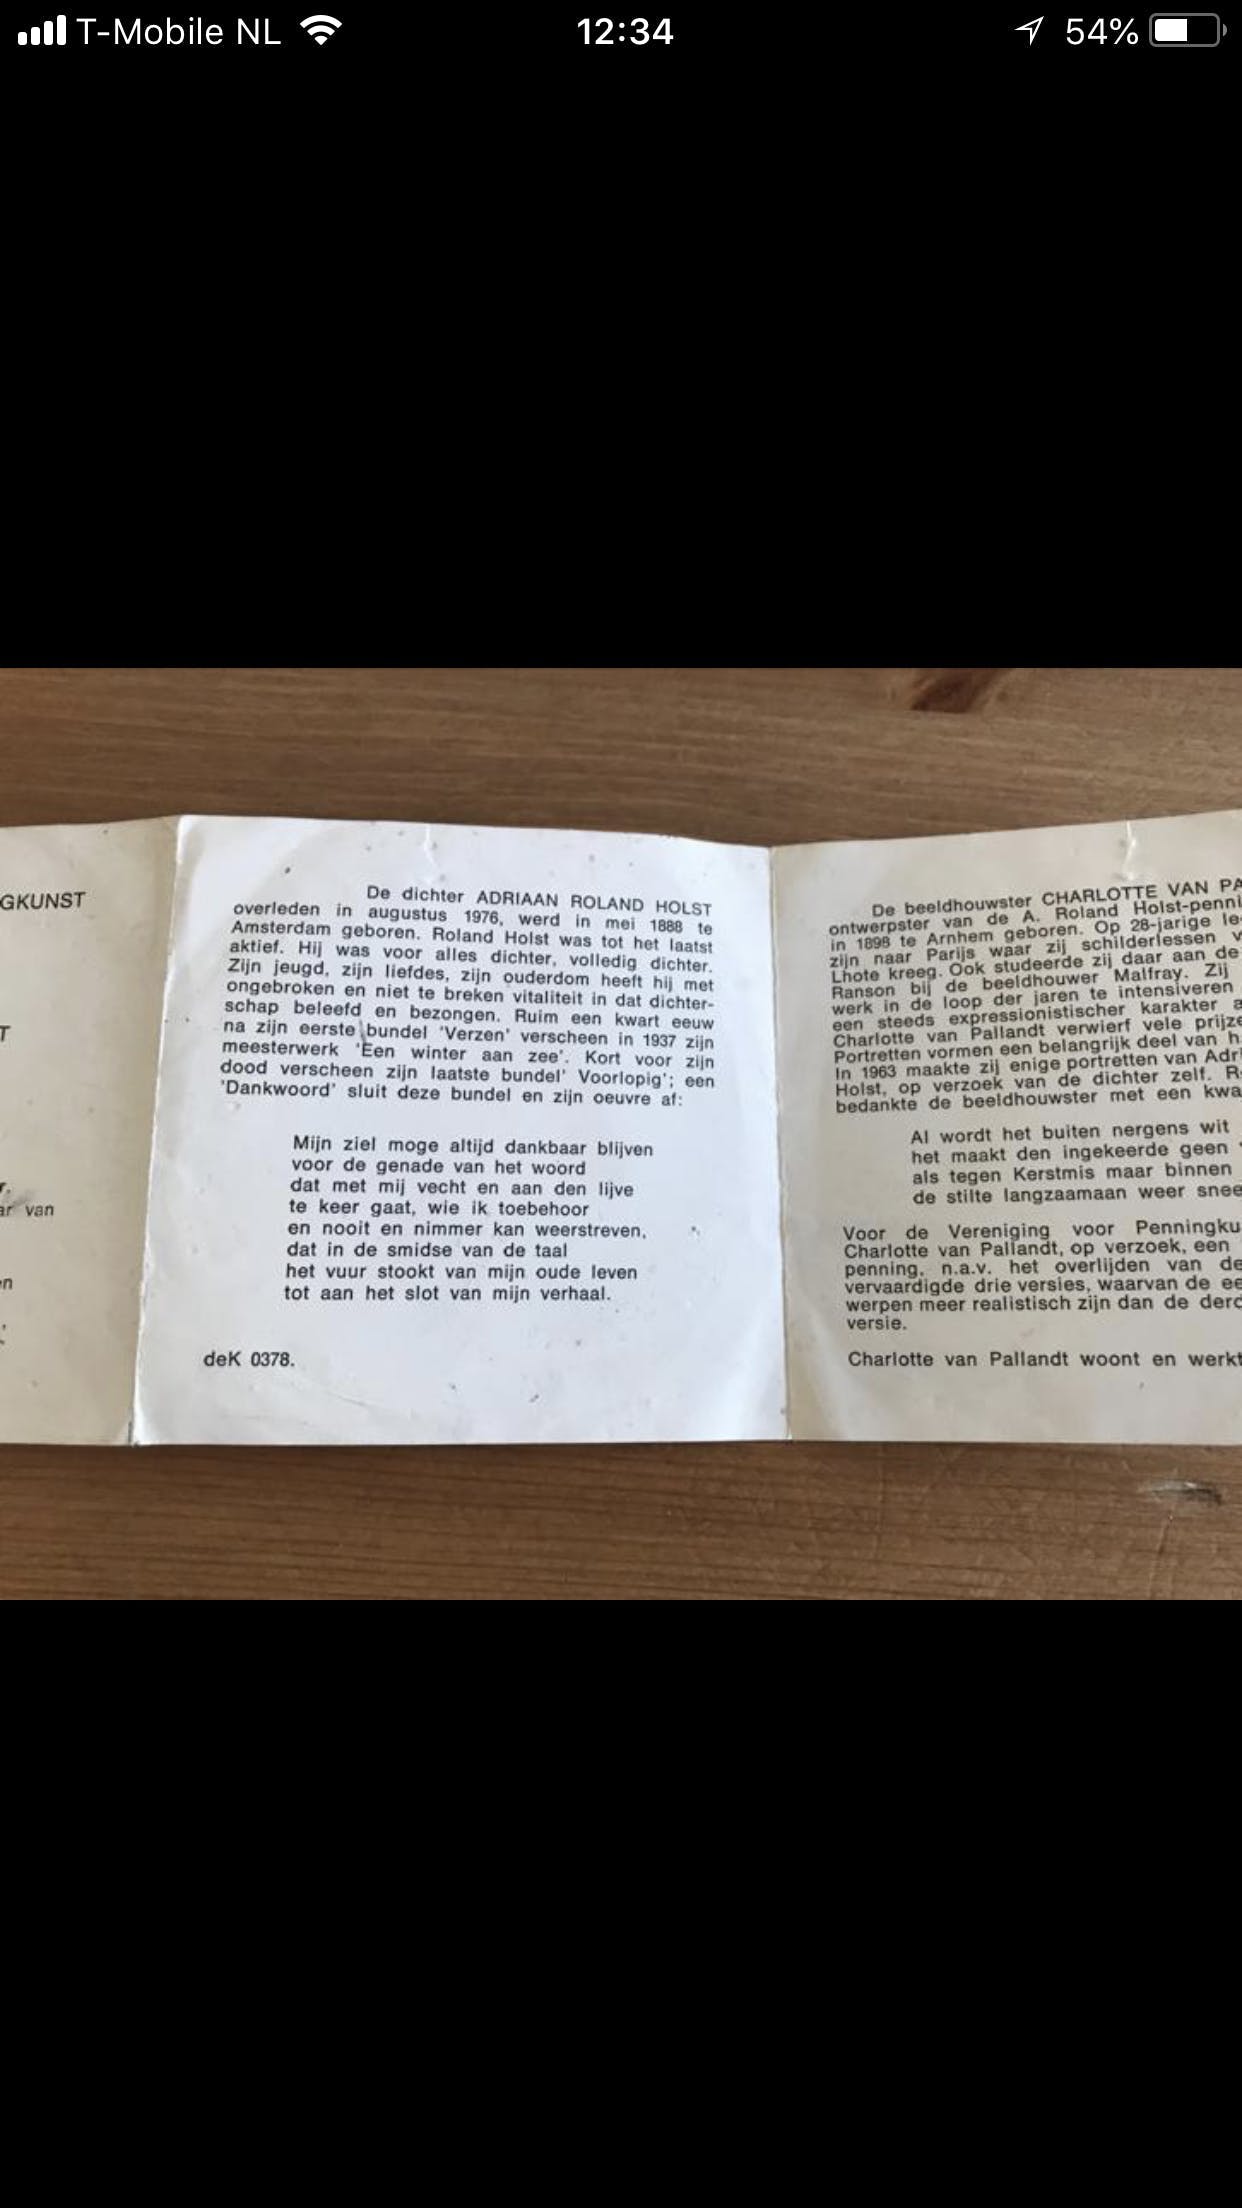 T-Mobile NL 12:34 54%
GKUNST
T
r.
ar van
en
De dichter ADRIAAN ROLAND HOLST
overleden in augustus 1976, werd in mei 1888 te
Amsterdam geboren. Roland Holst was tot het laatst
aktief. Hij was voor alles dichter, volledig dichter.
Zijn jeugd, zijn liefdes, zijn ouderdom heeft hij met
ongebroken en niet te breken vitaliteit in dat dichter-
schap beleefd en bezongen. Ruim een kwart eeuw
na zijn eerste bundel 'Verzen' verscheen in 1937 zijn
meesterwerk 'Een winter aan zee'. Kort voor zijn
dood verscheen zijn laatste bundel' Voorlopig'; een
'Dankwoord' sluit deze bundel en zijn oeuvre af:
Mijn ziel moge altijd dankbaar blijven
voor de genade van het woord
dat met mij vecht en aan den lijve
te keer gaat, wie ik toebehoor
en nooit en nimmer kan weerstreven,
dat in de smidse van de taal
het vuur stookt van mijn oude leven
tot aan het slot van mijn verhaal.
deK 0378.
De beeldhouwster CHARLOTTE VAN PA
ontwerpster van de A. Roland Holst-penni
in 1898 te Arnhem geboren. Op 28-jarige le
zijn naar Parijs waar zij schilderlessen v
Lhote kreeg. Ook studeerde zij daar aan de
Ranson bij de beeldhouwer Malfray. Zij
werk in de loop der jaren te intensiveren
een steeds expressionistischer karakter a
Charlotte van Pallandt verwierf vele prijze
Portretten vormen een belangrijk deel van h
In 1963 maakte zij enige portretten van Adr
Holst, op verzoek van de dichter zelf. R
bedankte de beeldhouwster met een kwa
Al wordt het buiten nergens wit
het maakt den ingekeerde geen
als tegen Kerstmis maar binnen
de stilte langzaamaan weer snee
Voor de Vereniging voor Penningku
Charlotte van Pallandt, op verzoek, een
penning, n.a.v. het overlijden van de
vervaardigde drie versies, waarvan de ee
werpen meer realistisch zijn dan de derd
versie.
Charlotte van Pallandt woont en werkt